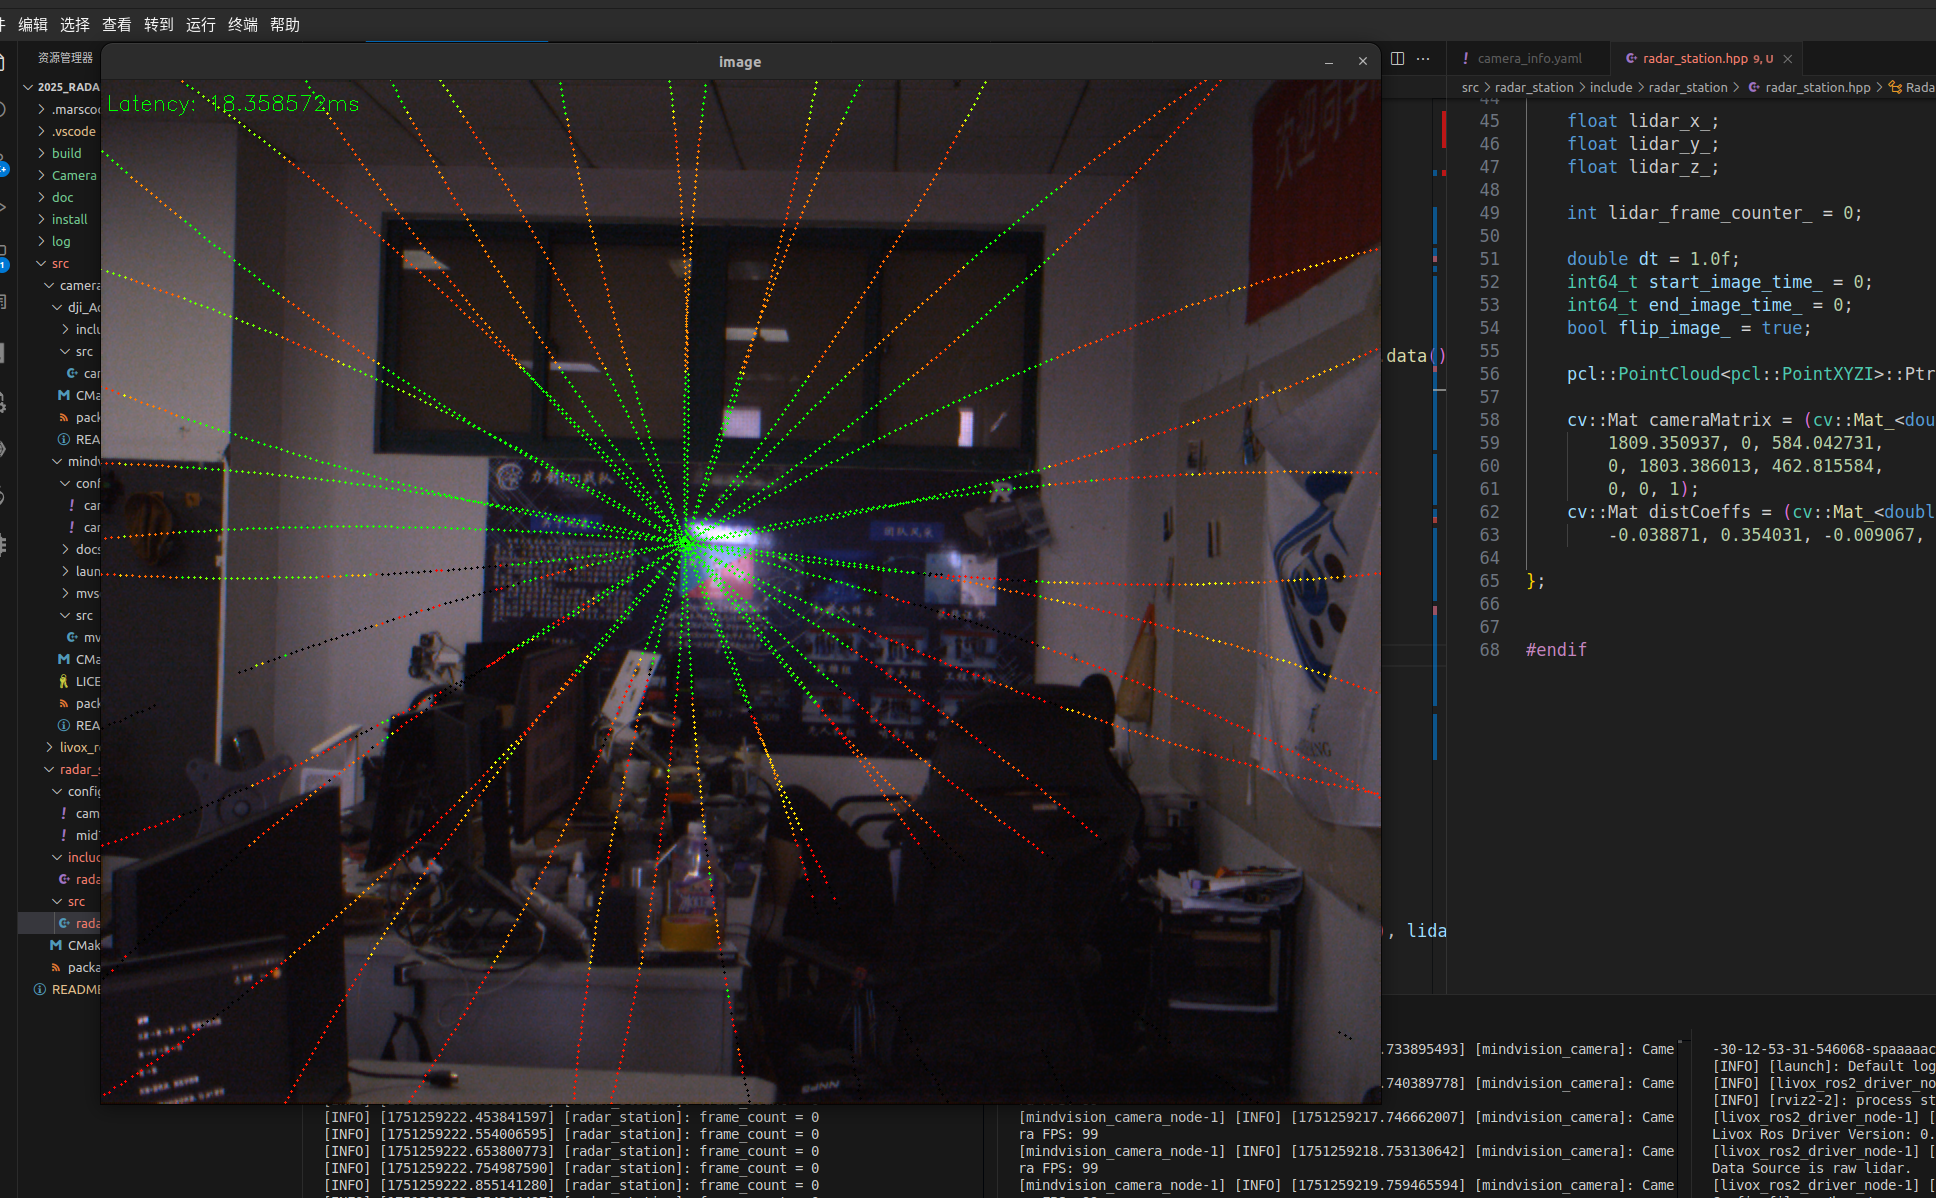 编辑 选择 查看 转到 运行 终端 帮助
资源管理器
2025_RADA
.marsco
.vscode
build
Camera
doc
install
log
src
camera
dji_Ac
inclu
src
car
CMa
pack
REA
mindv
conf
car
car
docs
laun
mvs
src
mv
CMa
LICE
pack
REA
livox_r
radar_s
config
cam
mid
includ
rada
src
rada
CMak
packa
README
image
Latency: 18.358572ms
团队风采
camera_info.yaml
radar_station.hpp 9, U
src > radar_station > include > radar_station > radar_station.hpp > Rada
44
45 float lidar_x_;
46 float lidar_y_;
47 float lidar_z_;
48
49 int lidar_frame_counter_ = 0;
50
51 double dt = 1.0f;
52 int64_t start_image_time_ = 0;
53 int64_t end_image_time_ = 0;
54 bool flip_image_ = true;
55
56 pcl::PointCloud<pcl::PointXYZI>::Ptr
57
58 cv::Mat cameraMatrix = (cv::Mat_<dou
59 1809.350937, 0, 584.042731,
60 0, 1803.386013, 462.815584,
61 0, 0, 1);
62 cv::Mat distCoeffs = (cv::Mat_<doubl
63 -0.038871, 0.354031, -0.009067,
64
65 };
66
67
68 #endif
.data()
), lida
[INFO] [1751259222.453841597] [radar_station]: frame_count = 0
[INFO] [1751259222.554006595] [radar_station]: frame_count = 0
[INFO] [1751259222.653800773] [radar_station]: frame_count = 0
[INFO] [1751259222.754987590] [radar_station]: frame_count = 0
[INFO] [1751259222.855141280] [radar_station]: frame_count = 0
.733895493] [mindvision_camera]: Came
.740389778] [mindvision_camera]: Came
[mindvision_camera_node-1] [INFO] [1751259217.746662007] [mindvision_camera]: Came
ra FPS: 99
[mindvision_camera_node-1] [INFO] [1751259218.753130642] [mindvision_camera]: Came
ra FPS: 99
[mindvision_camera_node-1] [INFO] [1751259219.759465594] [mindvision_camera]: Came
-30-12-53-31-546068-spaaaaac
[INFO] [launch]: Default log
[INFO] [livox_ros2_driver_no
[INFO] [rviz2-2]: process st
[livox_ros2_driver_node-1] [
Livox Ros Driver Version: 0.
[livox_ros2_driver_node-1] [
Data Source is raw lidar.
[livox_ros2_driver_node-1] [